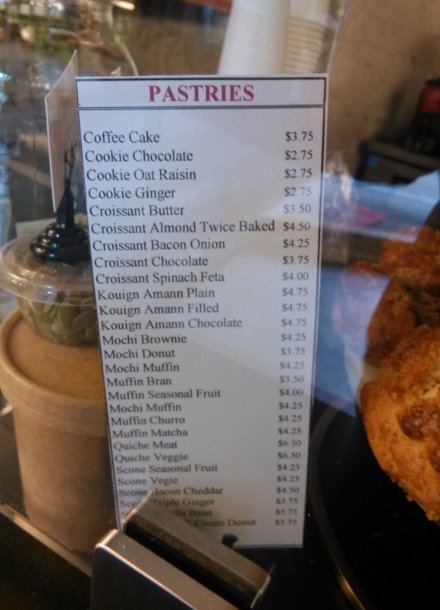 PASTRIES
Coffee Cake $3.75
Cookie Chocolate $2.75
Cookie Oat Raisin $2.75
Cookie Ginger $2.75
Croissant Butter $3.50
Croissant Almond Twice Baked $4.50
Croissant Bacon Onion $4.25
Croissant Chocolate $3.75
Croissant Spinach Feta $4.00
Kouign Amann Plain $4.75
Kouign Amann Filled $4.75
Kouign Amann Chocolate $4.75
Mochi Brownie $4.25
Mochi Donut $3.75
Mochi Muffin $4.25
Muffin Bran $3.50
Muffin Seasonal Fruit $4.00
Mochi Muffin $4.25
Muffin Churro $4.25
Muffin Matcha $4.25
Quiche Meat $6.50
Quiche Veggie $6.50
Scone Seasonal Fruit $4.25
Scone Vegie $4.25
Scone Bacon Cheddar $4.50
Triple Ginger $3.75
Bean $3.75
Cream Donut $3.75